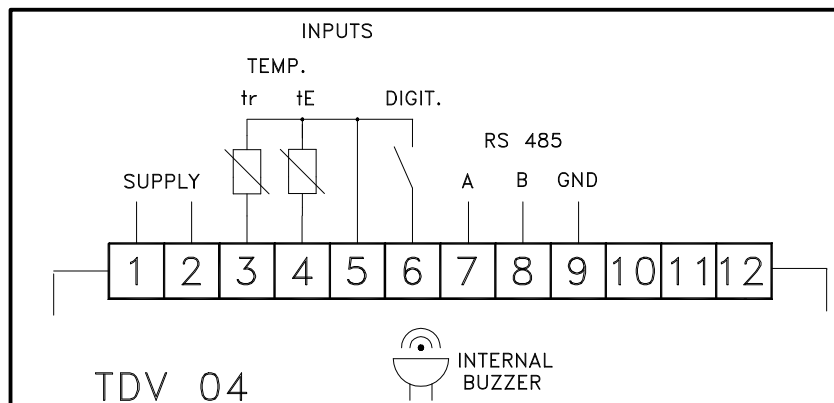 INPUTS
TEMP.
tr tE DIGIT.
RS 485
SUPPLY A B GND
1 2 3 4 5 6 7 8 9 10 11 12
INTERNAL
BUZZER
TDV 04